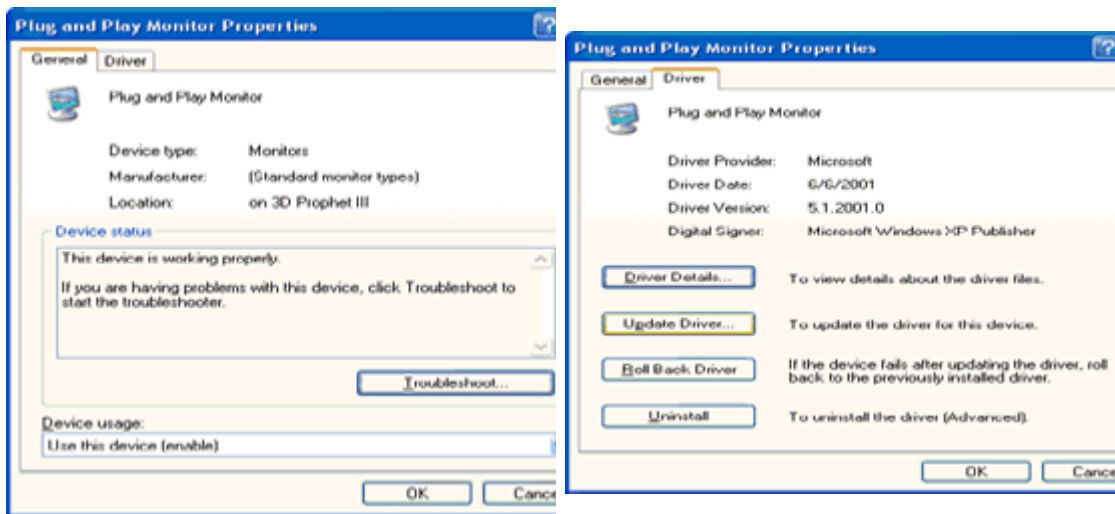 Plug and Play Monitor Properties
General Driver
Plug and Play Monitor
Device type: Monitors
Manufacturer: (Standard monitor types)
Location: on 3D Prophet III
Device status
This device is working properly.
If you are having problems with this device, click Troubleshoot to
start the troubleshooter.
Troubleshoot...
Device usage:
Use this device (enable)
OK Cance
Plug and Play Monitor Properties
General Driver
Plug and Play Monitor
Driver Provider: Microsoft
Driver Date: 6/6/2001
Driver Version: 5.1.2001.0
Digital Signer: Microsoft Windows XP Publisher
Driver Details... To view details about the driver files.
Update Driver... To update the driver for this device.
Roll Back Driver If the device fails after updating the driver, roll
back to the previously installed driver.
Uninstall To uninstall the driver (Advanced).
OK Cance